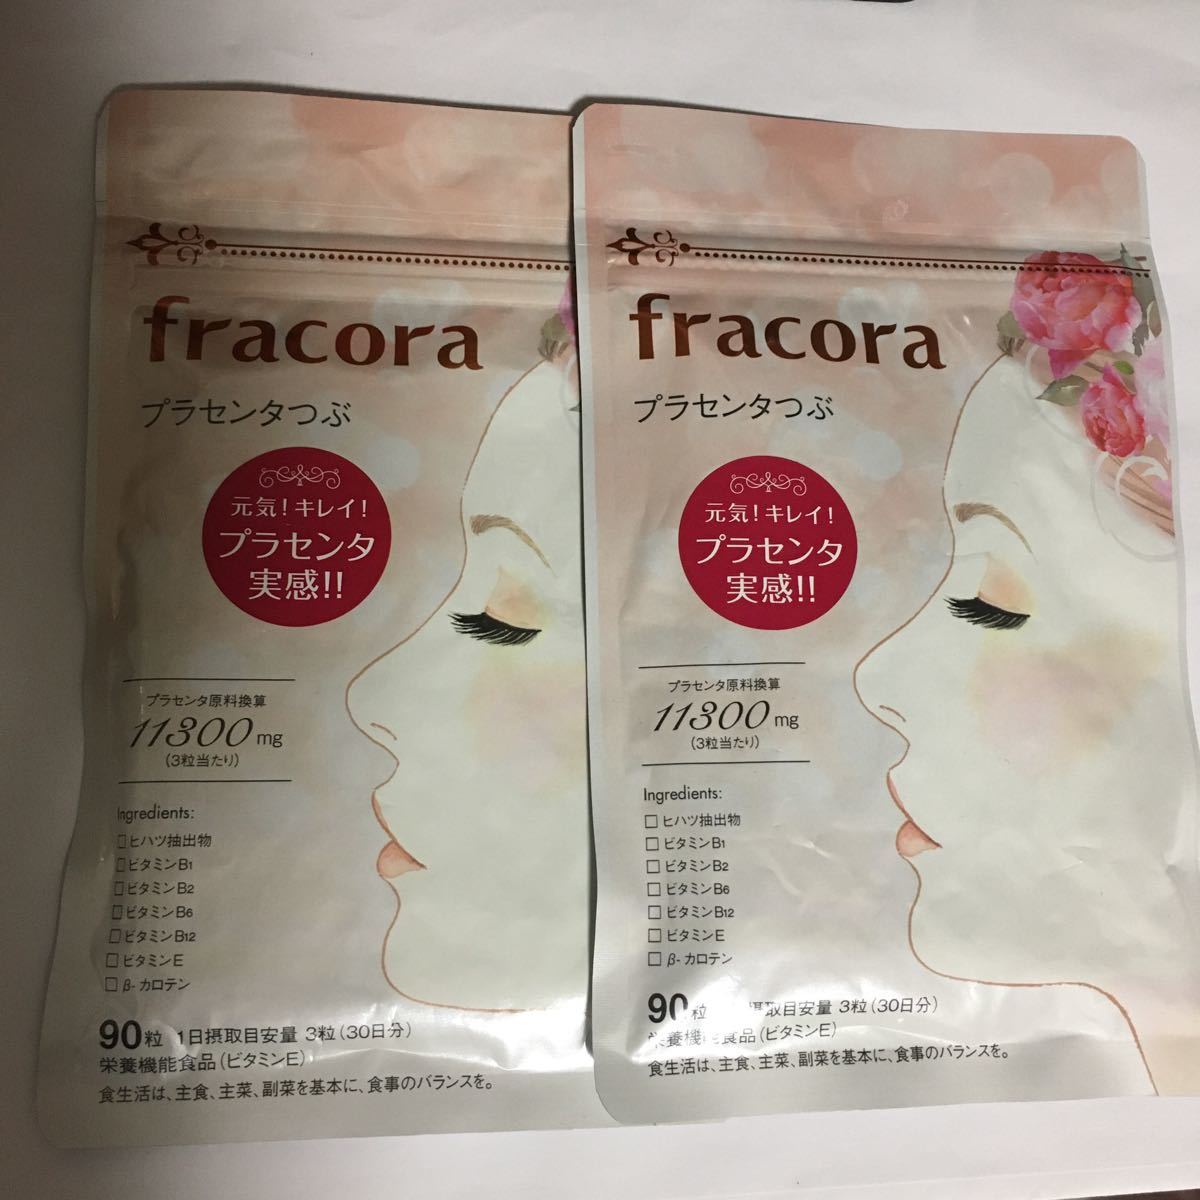 fracora
プラセンタつぶ
元気！キレイ！
プラセンタ
実感!!
プラセンタ原料換算
11300 mg
(3粒当たり)
Ingredients:
□ ヒハツ抽出物
□ ビタミンB1
□ ビタミンB2
□ ビタミンB6
□ ビタミンB12
□ ビタミンE
□ β-カロテン
90粒 1日摂取目安量 3粒(30日分)
栄養機能食品(ビタミンE)
食生活は、主食、主菜、副菜を基本に、食事のバランスを。
fracora
プラセンタつぶ
元気！キレイ！
プラセンタ
実感!!
プラセンタ原料換算
11300 mg
(3粒当たり)
Ingredients:
□ ヒハツ抽出物
□ ビタミンB1
□ ビタミンB2
□ ビタミンB6
□ ビタミンB12
□ ビタミンE
□ β-カロテン
90粒 摂取目安量 3粒(30日分)
栄養機能食品(ビタミンE)
食生活は、主食、主菜、副菜を基本に、食事のバランスを。